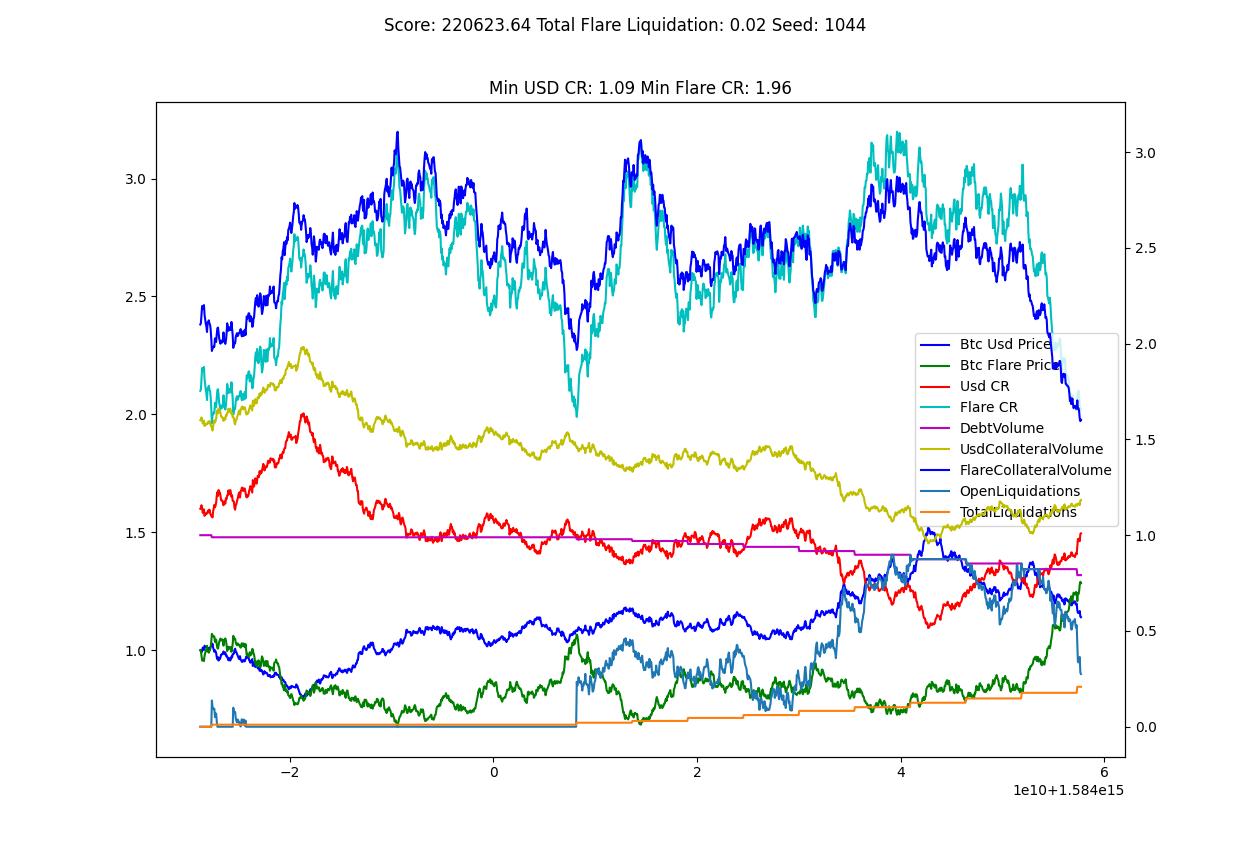 Score: 220623.64 Total Flare Liquidation: 0.02 Seed: 1044
Min USD CR: 1.09 Min Flare CR: 1.96
3.0
2.5
2.0
1.5
1.0
3.0
2.5
2.0
1.5
1.0
0.5
0.0
Btc Usd Price
Btc Flare Price
Usd CR
Flare CR
DebtVolume
UsdCollateralVolume
FlareCollateralVolume
OpenLiquidations
TotalLiquidations
−2
0
2
4
6
1e10+1.584e15